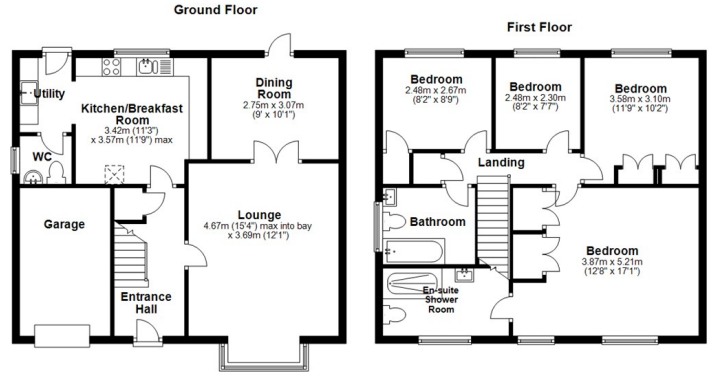 Ground Floor
First Floor
Utility
Kitchen/Breakfast
Room
3.42m (11'3")
x 3.57m (11'9") max
Dining
Room
2.75m x 3.07m
(9' x 10'1")
WC
Garage
Entrance
Hall
Lounge
4.67m (15'4") max into bay
x 3.69m (12'1")
Bedroom
2.48m x 2.67m
(8'2" x 8'9")
Bedroom
2.48m x 2.30m
(8'2" x 7'7")
Bedroom
3.58m x 3.10m
(11'9" x 10'2")
Landing
Bathroom
Bedroom
3.87m x 5.21m
(12'8" x 17'1")
En-suite
Shower
Room